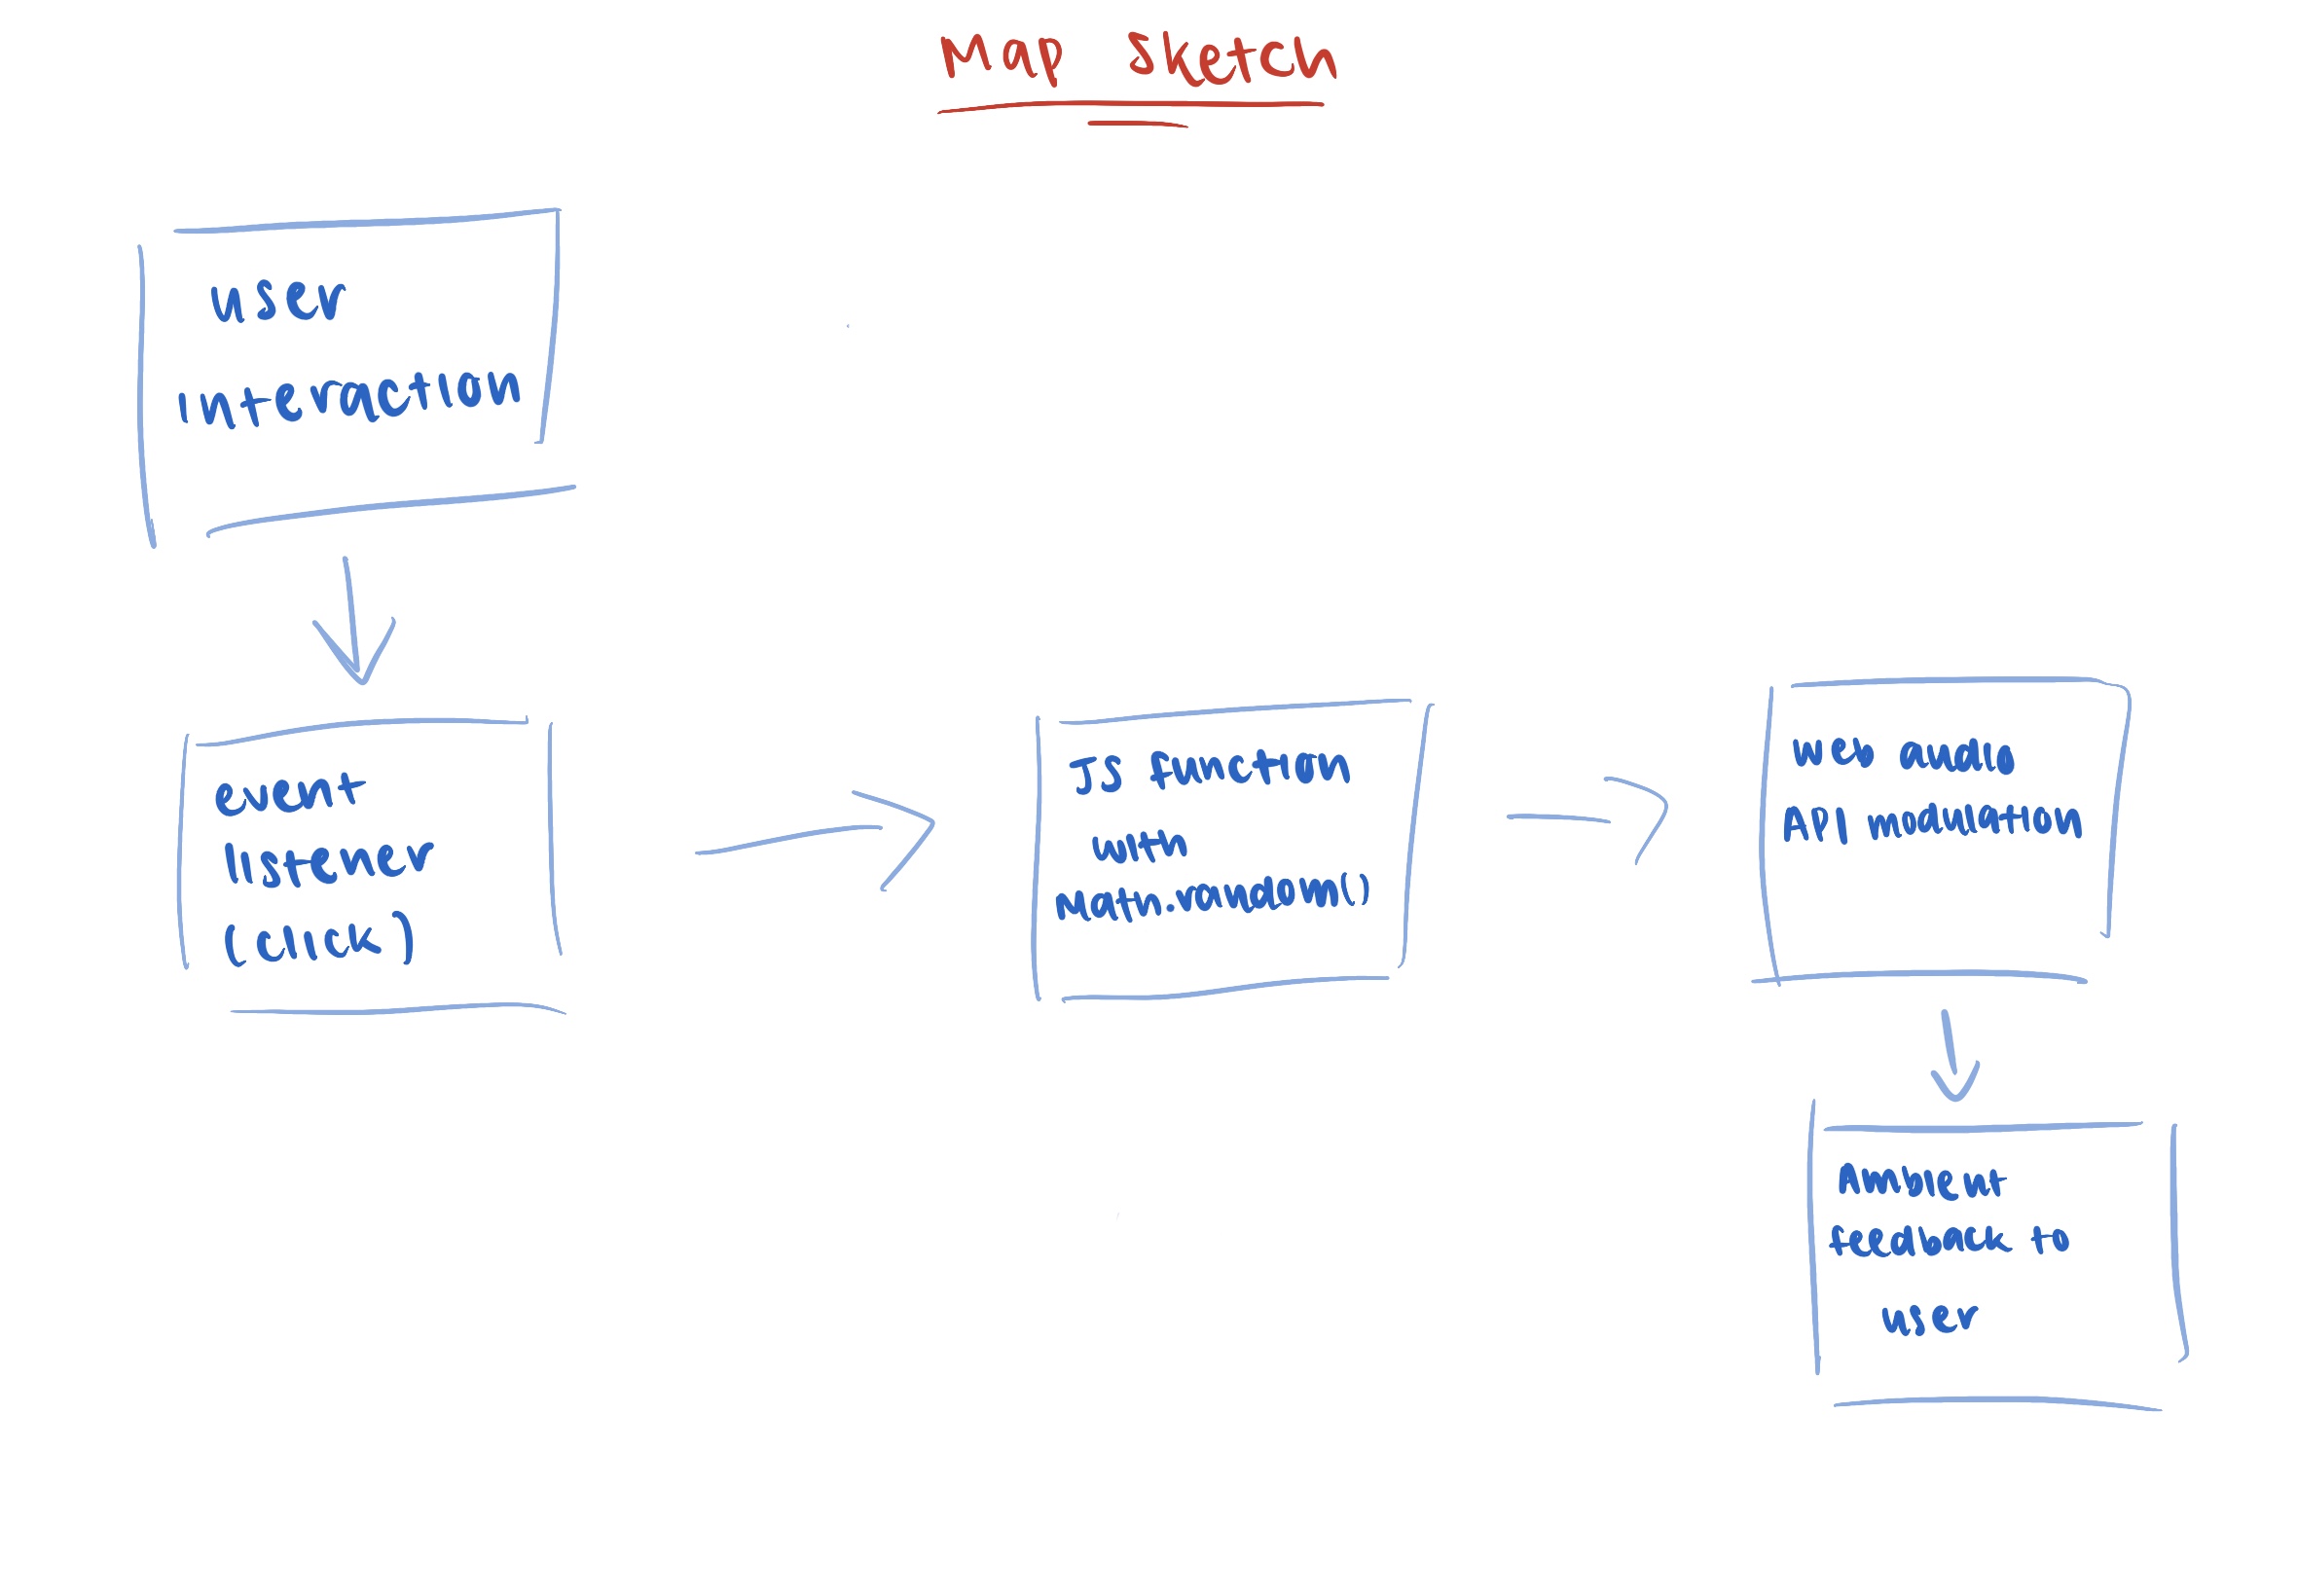 Map Sketch
user
interaction
event
listener
(click)
JS function
with
Math.random()
Web audio
API modulation
Ambient
feedback to
user